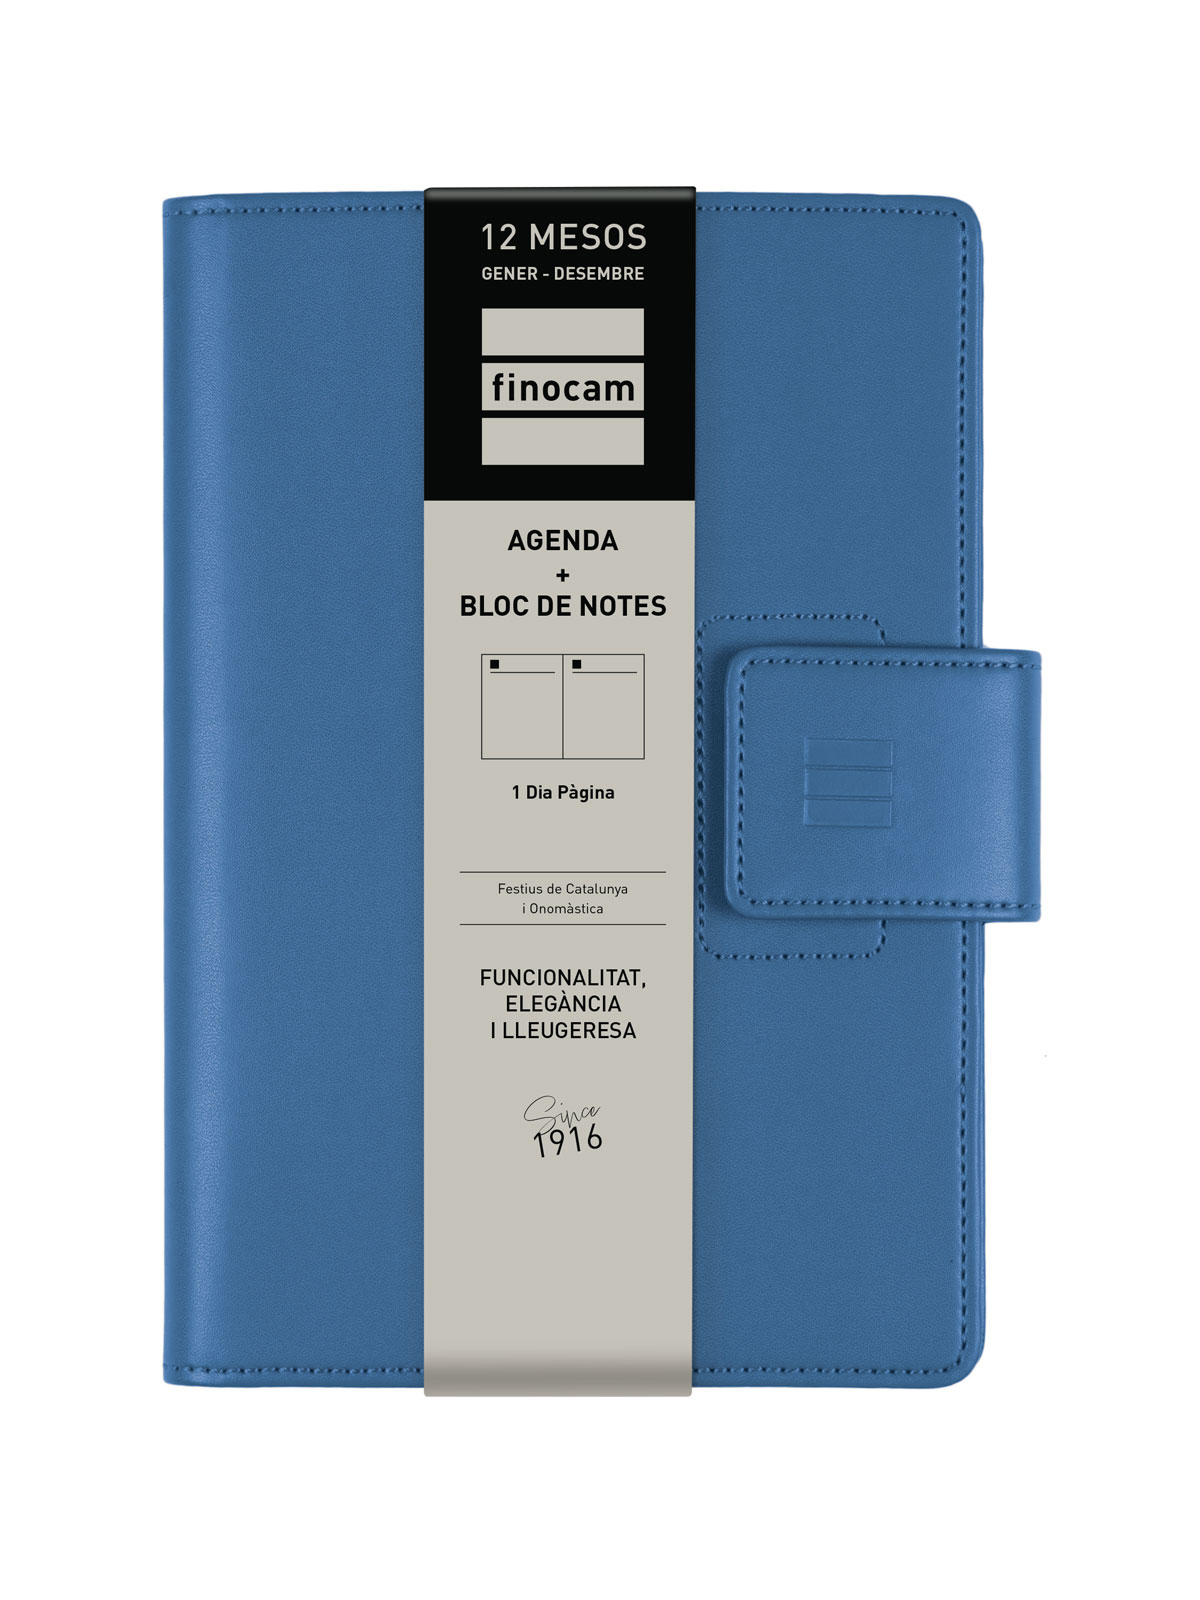 12 MESOS
GENER - DESEMBRE
finocam
AGENDA
+
BLOC DE NOTES
1 Dia Pàgina
Festius de Catalunya
i Onomàstica
FUNCIONALITAT,
ELEGÀNCIA
I LLEUGERESA
Since
1916